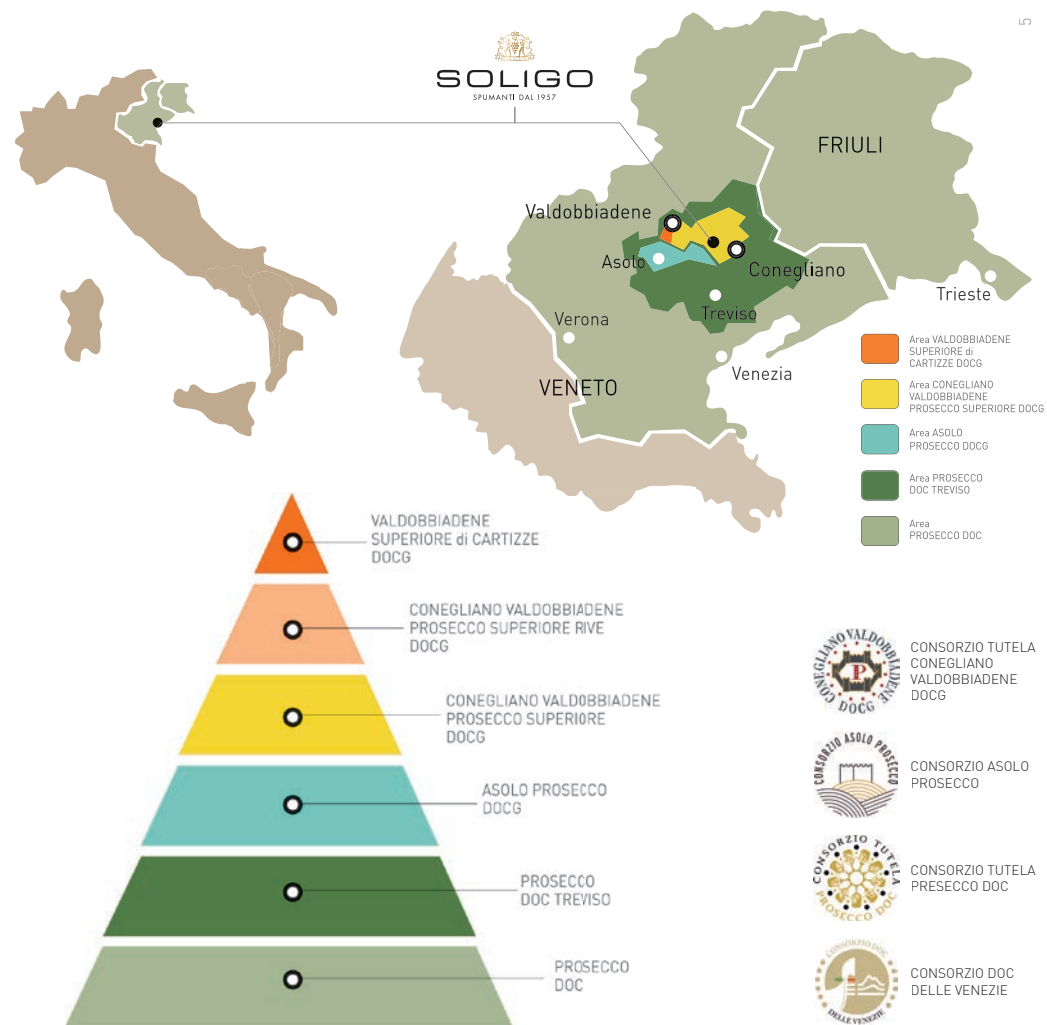 5
SOLIGO
SPUMANTI DAL 1957
FRIULI
Valdobbiadene
Asolo
Conegliano
Trieste
Treviso
Verona
Venezia
VENETO
Area VALDOBBIADENE
SUPERIORE di
CARTIZZE DOCG
Area CONEGLIANO
VALDOBBIADENE
PROSECCO SUPERIORE DOCG
Area ASOLO
PROSECCO DOCG
Area PROSECCO
DOC TREVISO
Area
PROSECCO DOC
VALDOBBIADENE
SUPERIORE di CARTIZZE
DOCG
CONEGLIANO VALDOBBIADENE
PROSECCO SUPERIORE RIVE
DOCG
CONEGLIANO VALDOBBIADENE
PROSECCO SUPERIORE
DOCG
ASOLO PROSECCO
DOCG
PROSECCO
DOC TREVISO
PROSECCO
DOC
CONEGLIANO VALDOBBIADENE
P
DOCG
CONSORZIO TUTELA
CONEGLIANO
VALDOBBIADENE
DOCG
CONSORZIO ASOLO PROSECCO
CONSORZIO ASOLO
PROSECCO
CONSORZIO TUTELA
PROSECCO DOC
CONSORZIO TUTELA
PRESECCO DOC
CONSORZIO DOC
DELLE VENEZIE
CONSORZIO DOC
DELLE VENEZIE